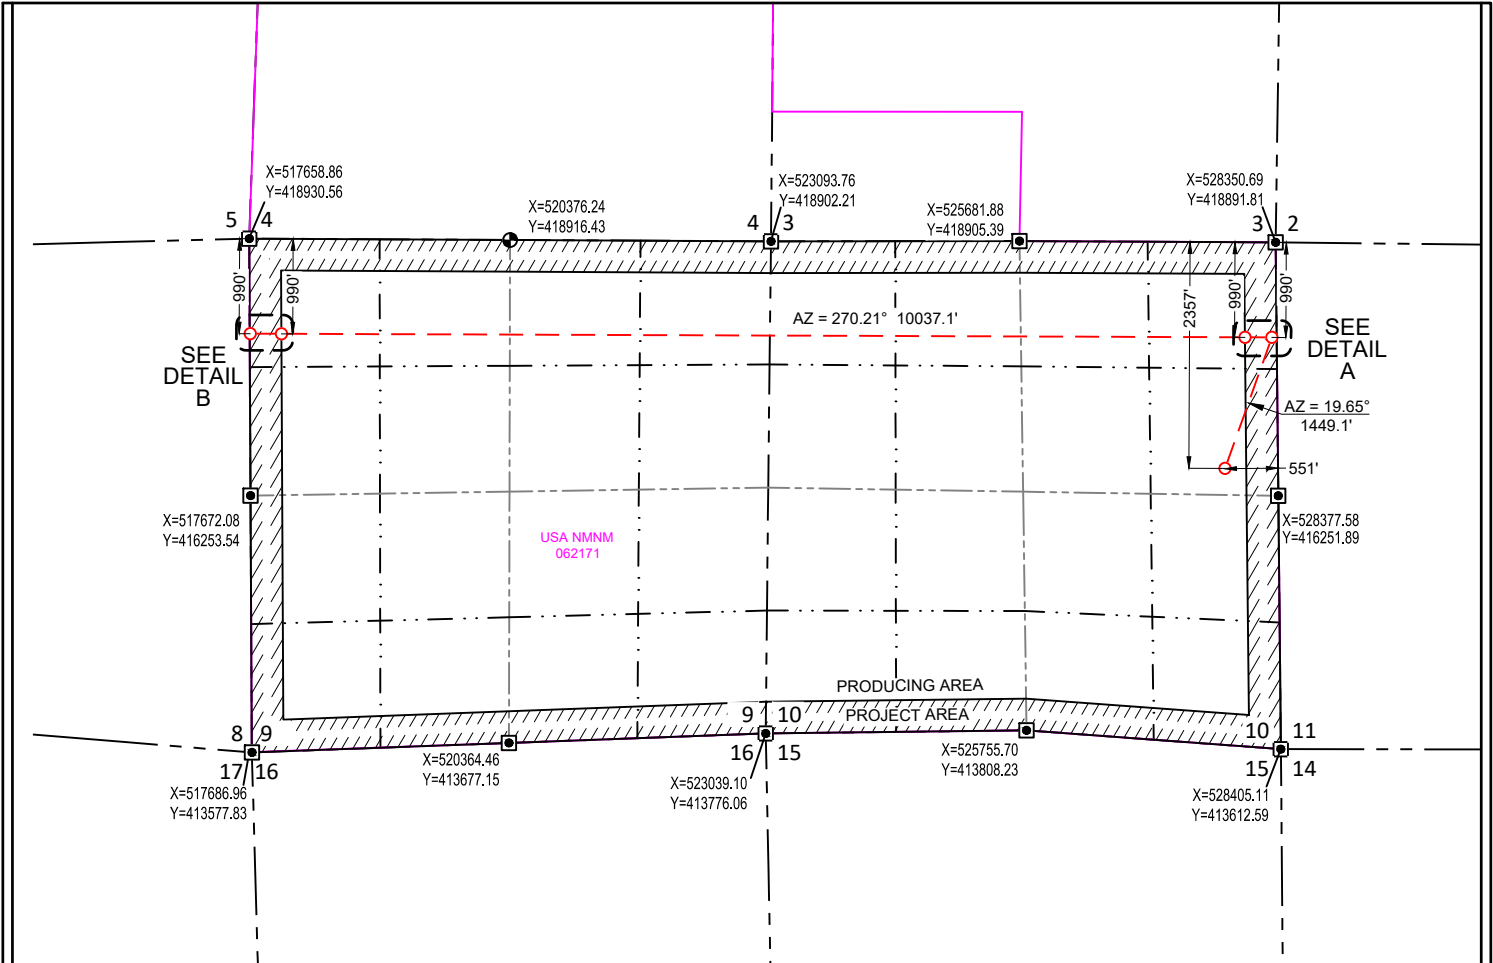 X=517658.86
Y=418930.56
X=520376.24
Y=418916.43
X=523093.76
Y=418902.21
X=525681.88
Y=418905.39
X=528350.69
Y=418891.81
5 4
4 3
3 2
990'
990'
2357'
990'
990'
AZ = 270.21° 10037.1'
SEE
DETAIL
B
SEE
DETAIL
A
AZ = 19.65°
1449.1'
551'
X=517672.08
Y=416253.54
USA NMNM
062171
X=528377.58
Y=416251.89
PRODUCING AREA
PROJECT AREA
8 9
17 16
9 10
16 15
10 11
15 14
X=517686.96
Y=413577.83
X=520364.46
Y=413677.15
X=523039.10
Y=413776.06
X=525755.70
Y=413808.23
X=528405.11
Y=413612.59